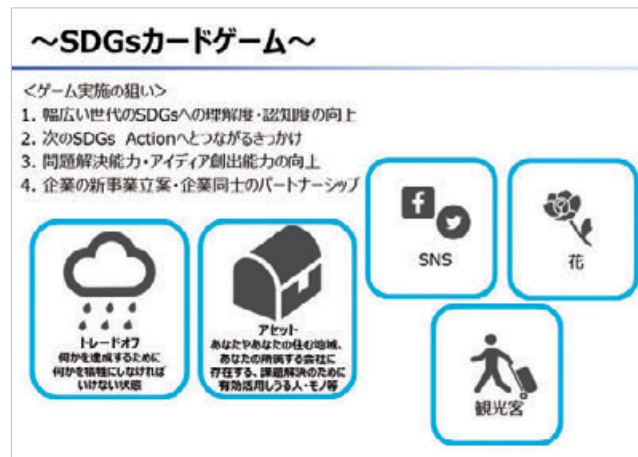 ～SDGsカードゲーム～
<ゲーム実施の狙い>
1. 幅広い世代のSDGsへの理解度・認知度の向上
2. 次のSDGs Actionへとつながるきっかけ
3. 問題解決能力・アイディア創出能力の向上
4. 企業の新事業立案・企業同士のパートナーシップ
トレードオフ
何かを達成するために
何かを犠牲にしなければ
いけない状態
アセット
あなたやあなたの住む地域、
あなたの所属する会社に
存在する、課題解決のために
有効活用しうる人・モノ等
SNS
花
観光客